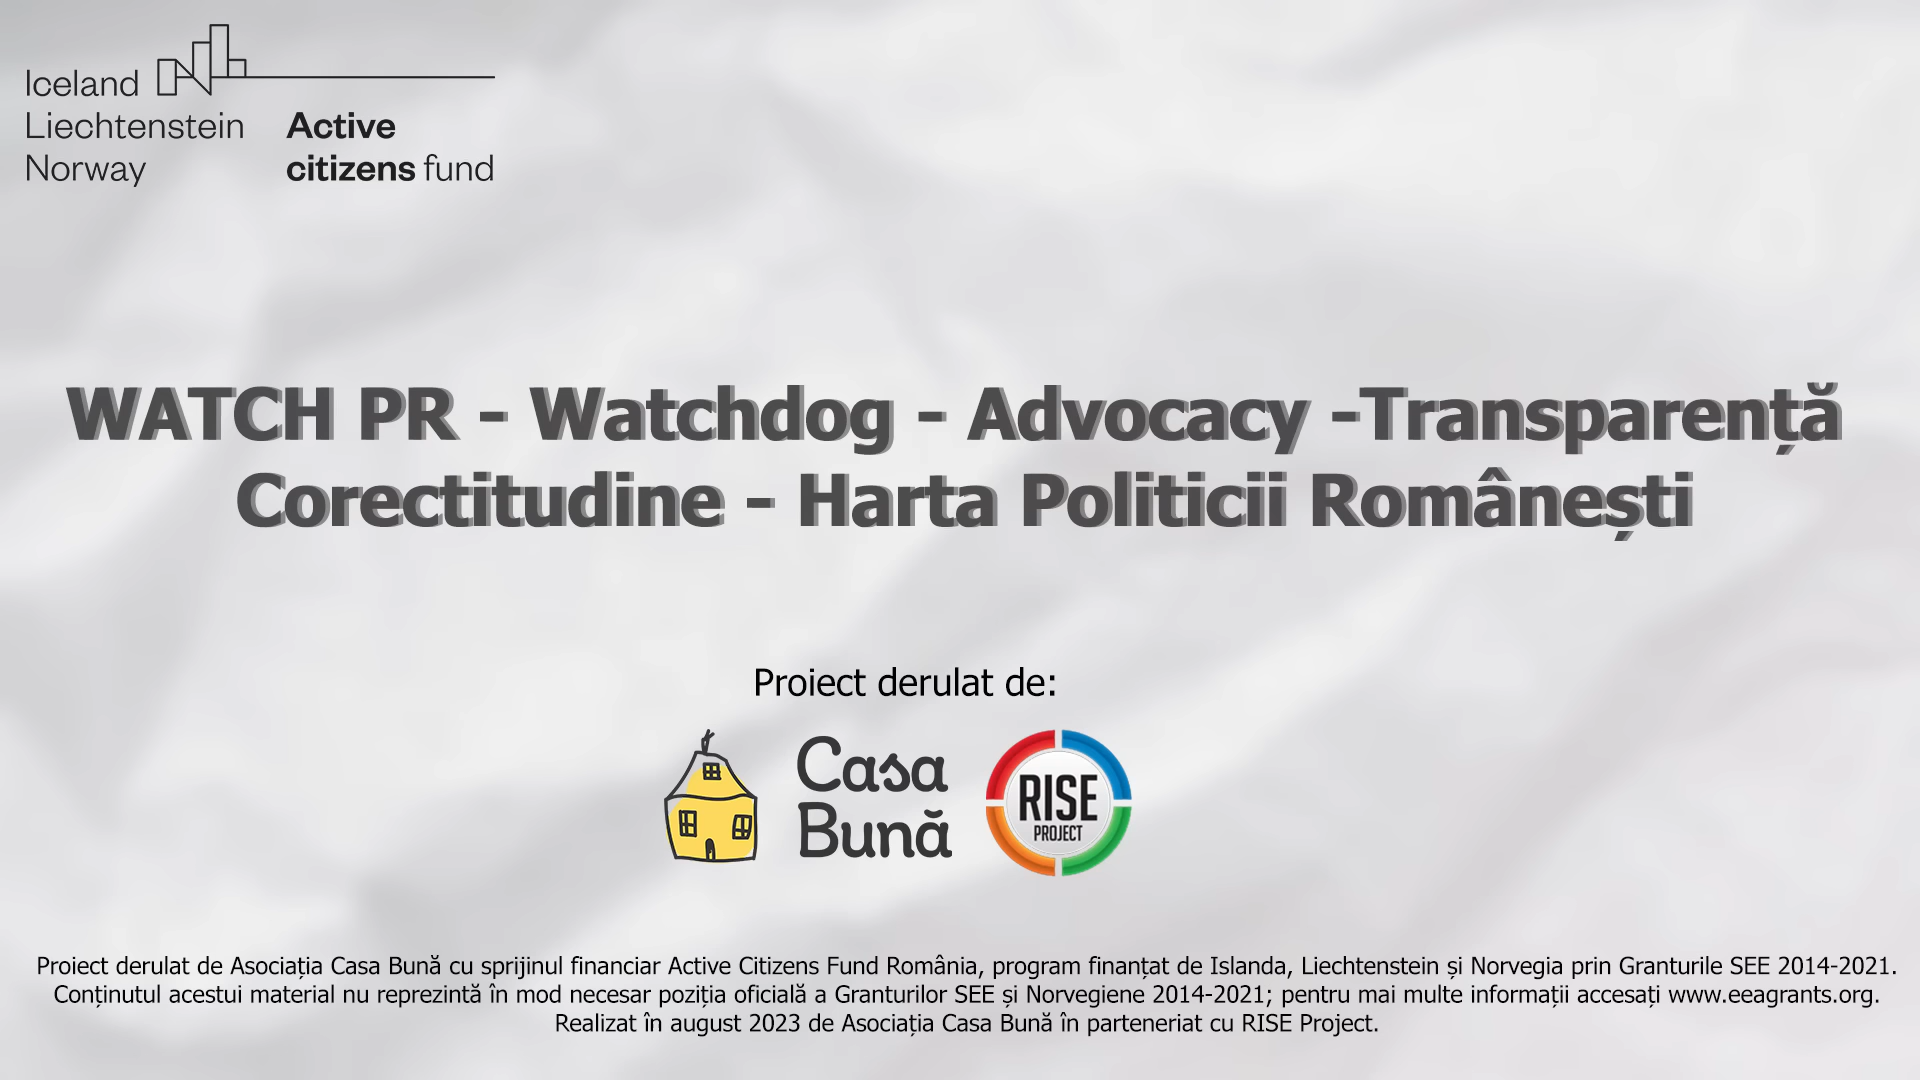 Iceland
Liechtenstein
Norway
Active
citizens fund
WATCH PR - Watchdog - Advocacy -Transparență
Corectitudine - Harta Politicii Românești
Proiect derulat de:
Casa
Bună
RISE
PROJECT
Proiect derulat de Asociația Casa Bună cu sprijinul financiar Active Citizens Fund România, program finanțat de Islanda, Liechtenstein și Norvegia prin Granturile SEE 2014-2021.
Conținutul acestui material nu reprezintă în mod necesar poziția oficială a Granturilor SEE și Norvegiene 2014-2021; pentru mai multe informații accesați www.eeagrants.org.
Realizat în august 2023 de Asociația Casa Bună în parteneriat cu RISE Project.